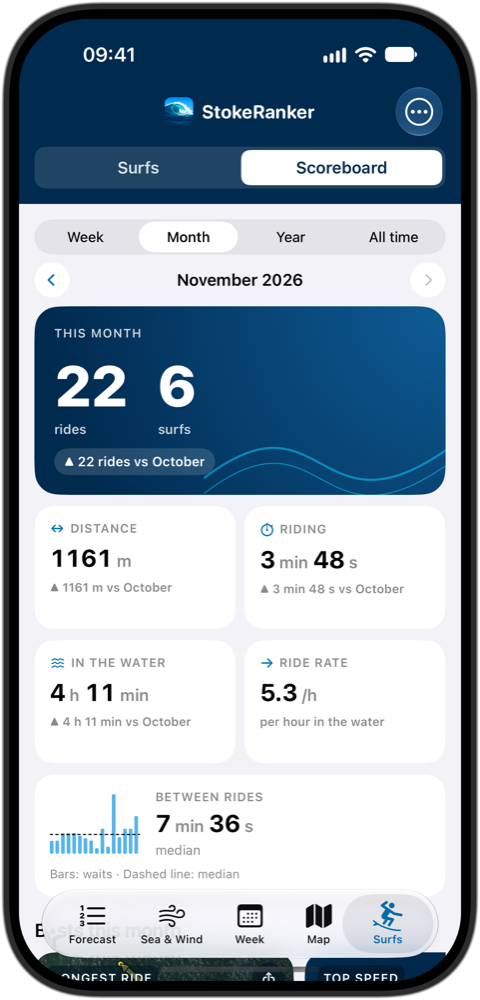 09:41
StokeRanker
Surfs Scoreboard
Week Month Year All time
November 2026
THIS MONTH
22 6
rides surfs
▲ 22 rides vs October
DISTANCE
1161 m
▲ 1161 m vs October
RIDING
3 min 48 s
▲ 3 min 48 s vs October
IN THE WATER
4 h 11 min
▲ 4 h 11 min vs October
RIDE RATE
5.3 /h
per hour in the water
BETWEEN RIDES
7 min 36 s
median
Bars: waits · Dashed line: median
this month
Forecast Sea & Wind Week Map Surfs
LONGEST RIDE
TOP SPEED